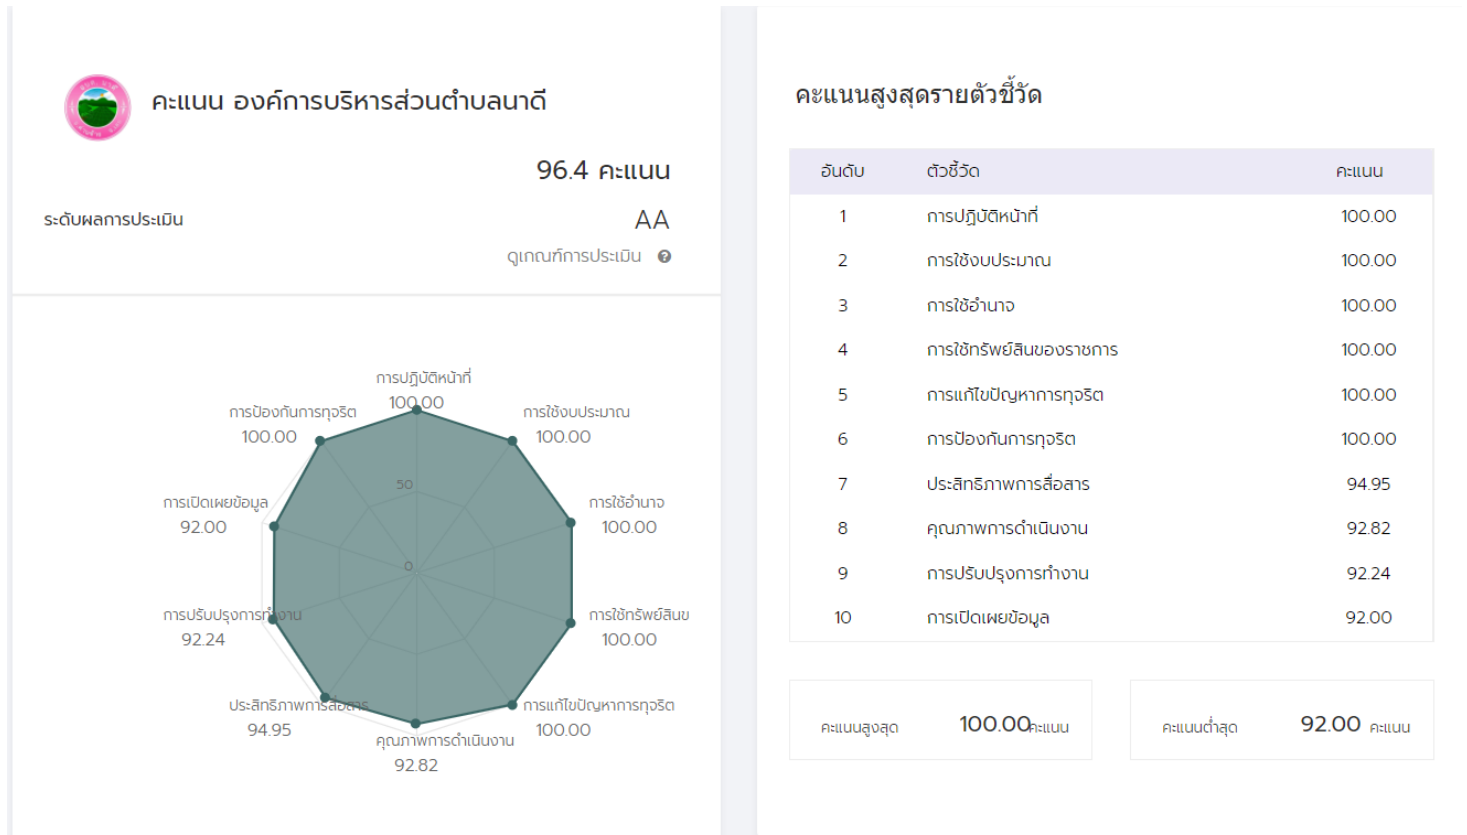 คะแนน องค์การบริหารส่วนตำบลนาดี
96.4 คะแนน
ระดับผลการประเมิน AA
ดูเกณฑ์การประเมิน
การปฏิบัติหน้าที่
100.00
การใช้งบประมาณ
100.00
การใช้อำนาจ
100.00
การใช้ทรัพย์สินข
100.00
การแก้ไขปัญหาการทุจริต
100.00
คุณภาพการดำเนินงาน
92.82
ประสิทธิภาพการสื่อสาร
94.95
การปรับปรุงการทำงาน
92.24
การเปิดเผยข้อมูล
92.00
การป้องกันการทุจริต
100.00
50
0
คะแนนสูงสุดรายตัวชี้วัด
อันดับ ตัวชี้วัด คะแนน
1 การปฏิบัติหน้าที่ 100.00
2 การใช้งบประมาณ 100.00
3 การใช้อำนาจ 100.00
4 การใช้ทรัพย์สินของราชการ 100.00
5 การแก้ไขปัญหาการทุจริต 100.00
6 การป้องกันการทุจริต 100.00
7 ประสิทธิภาพการสื่อสาร 94.95
8 คุณภาพการดำเนินงาน 92.82
9 การปรับปรุงการทำงาน 92.24
10 การเปิดเผยข้อมูล 92.00
คะแนนสูงสุด 100.00คะแนน
คะแนนต่ำสุด 92.00 คะแนน